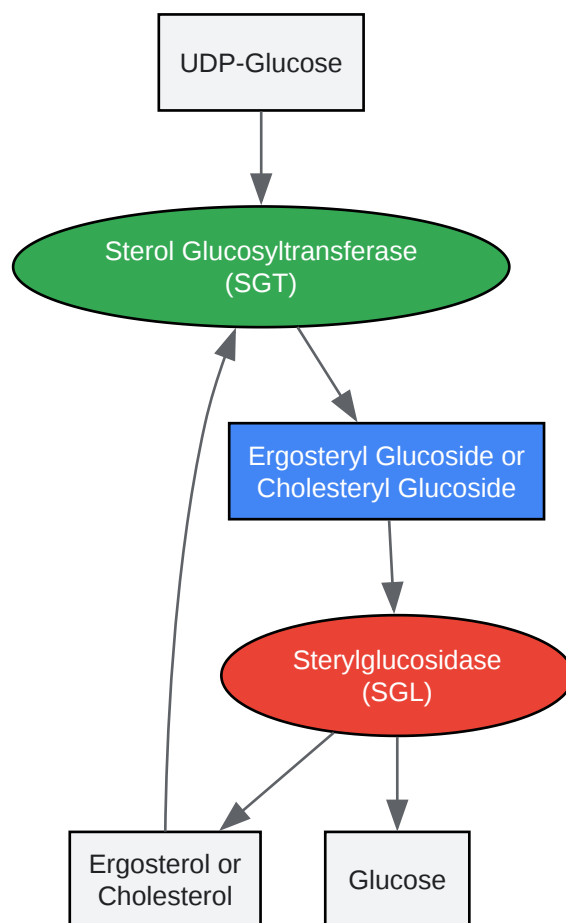 UDP-Glucose
Sterol Glucosyltransferase
(SGT)
Ergosteryl Glucoside or
Cholesteryl Glucoside
Sterylglucosidase
(SGL)
Ergosterol or
Cholesterol
Glucose